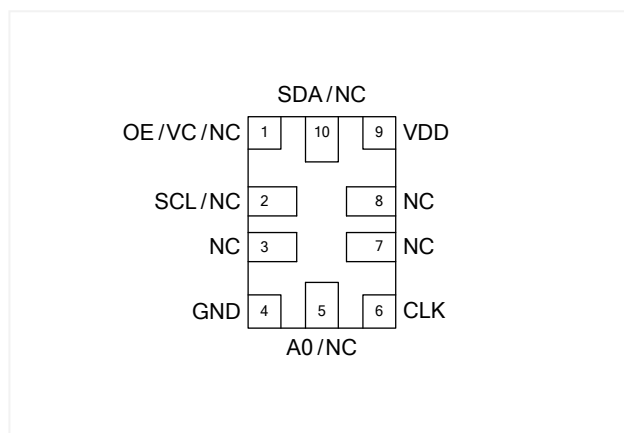 SDA/NC
OE/VC/NC 1 10 9 VDD
SCL/NC 2 8 NC
NC 3 7 NC
GND 4 5 6 CLK
A0/NC